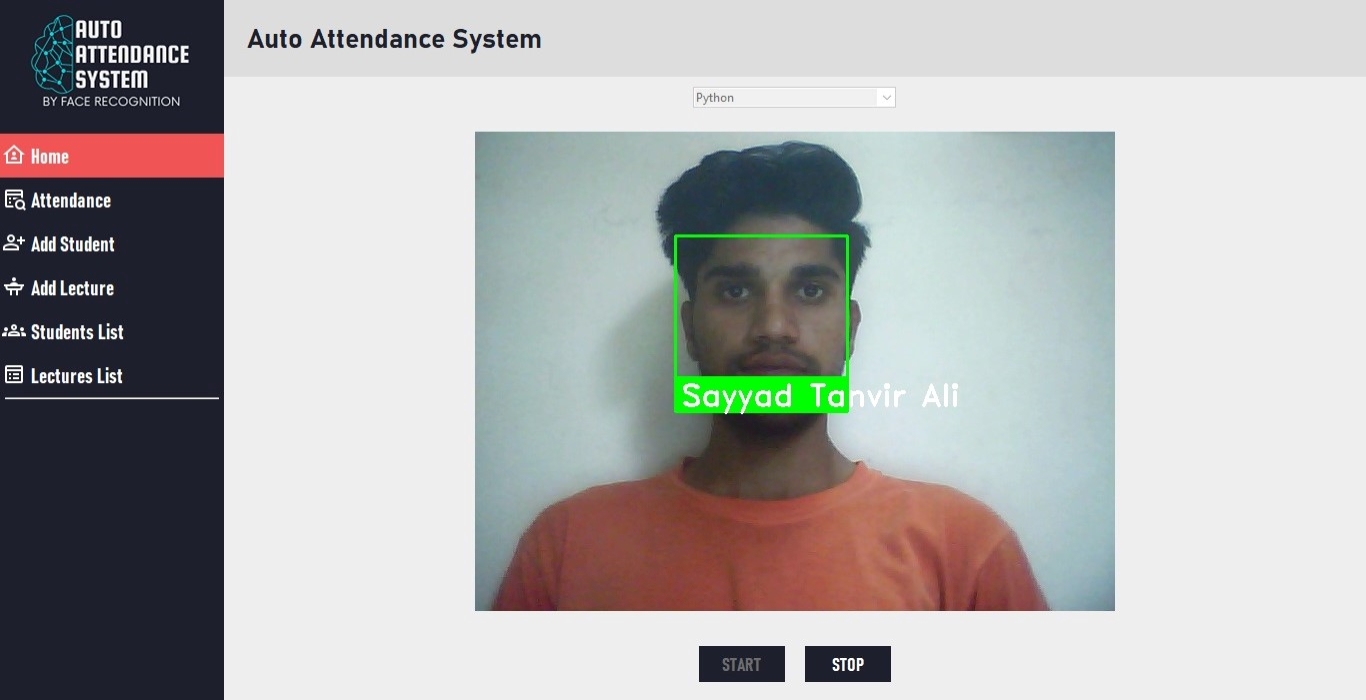 AUTO
ATTENDANCE
SYSTEM
BY FACE RECOGNITION
Auto Attendance System
Python
Home
Attendance
Add Student
Add Lecture
Students List
Lectures List
Sayyad Tanvir Ali
START
STOP